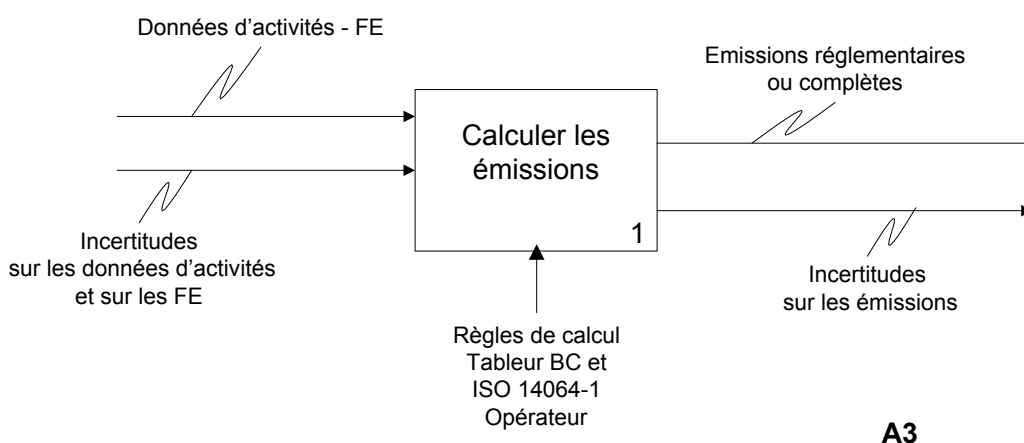 Données d'activités - FE
Emissions réglementaires
ou complètes
Calculer les
émissions
1
Incertitudes
sur les données d'activités
et sur les FE
Incertitudes
sur les émissions
Règles de calcul
Tableur BC et
ISO 14064-1
Opérateur
A3